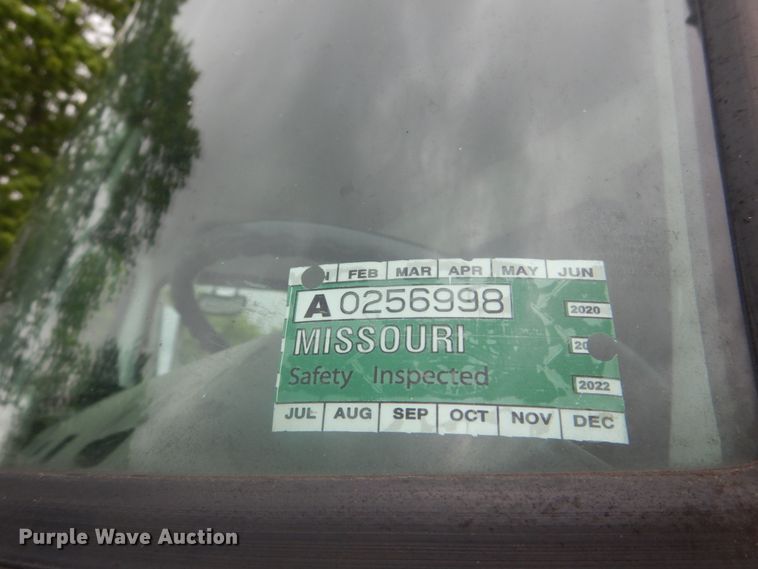 N FEB MAR APR MAY JUN
A 0256998
2020
MISSOURI 20
Safety Inspected 2022
JUL AUG SEP OCT NOV DEC
Purple Wave Auction